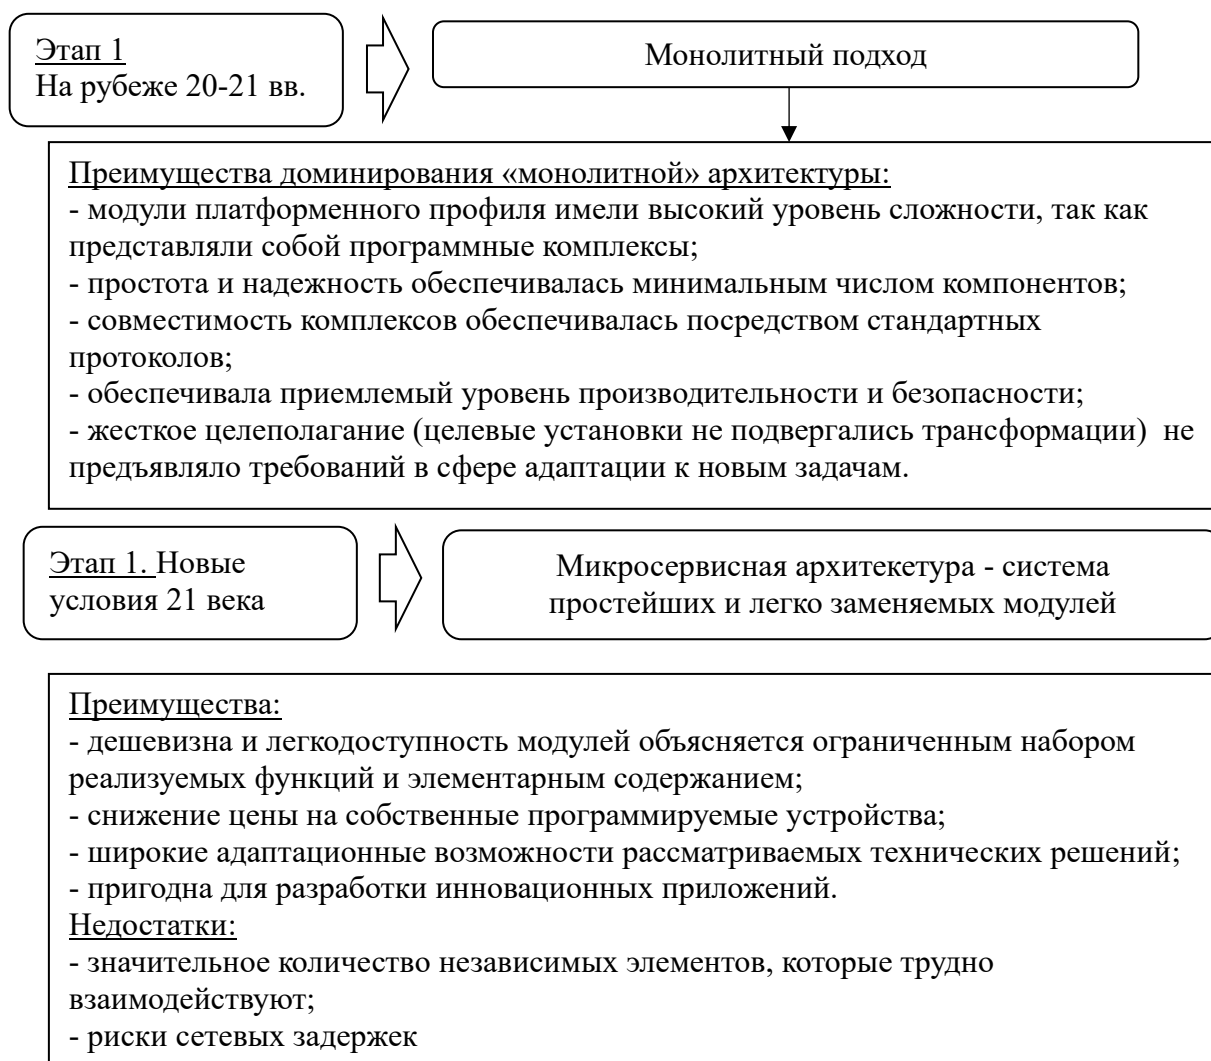 Этап 1
На рубеже 20-21 вв.
Монолитный подход
Преимущества доминирования «монолитной» архитектуры:
- модули платформенного профиля имели высокий уровень сложности, так как
представляли собой программные комплексы;
- простота и надежность обеспечивалась минимальным числом компонентов;
- совместимость комплексов обеспечивалась посредством стандартных
протоколов;
- обеспечивала приемлемый уровень производительности и безопасности;
- жесткое целеполагание (целевые установки не подвергались трансформации)  не
предъявляло требований в сфере адаптации к новым задачам.
Этап 1. Новые
условия 21 века
Микросервисная архитекетура - система
простейших и легко заменяемых модулей
Преимущества:
- дешевизна и легкодоступность модулей объясняется ограниченным набором
реализуемых функций и элементарным содержанием;
- снижение цены на собственные программируемые устройства;
- широкие адаптационные возможности рассматриваемых технических решений;
- пригодна для разработки инновационных приложений.
Недостатки:
- значительное количество независимых элементов, которые трудно
взаимодействуют;
- риски сетевых задержек